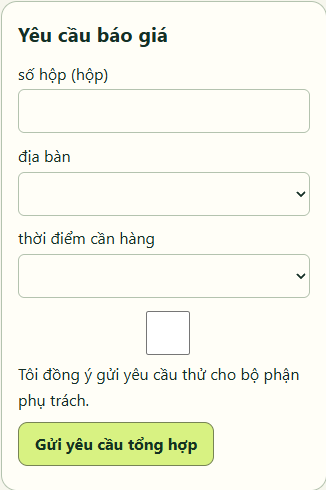 Yêu cầu báo giá
số hộp (hộp)
địa bàn
thời điểm cần hàng
Tôi đồng ý gửi yêu cầu thử cho bộ phận
phụ trách.
Gửi yêu cầu tổng hợp